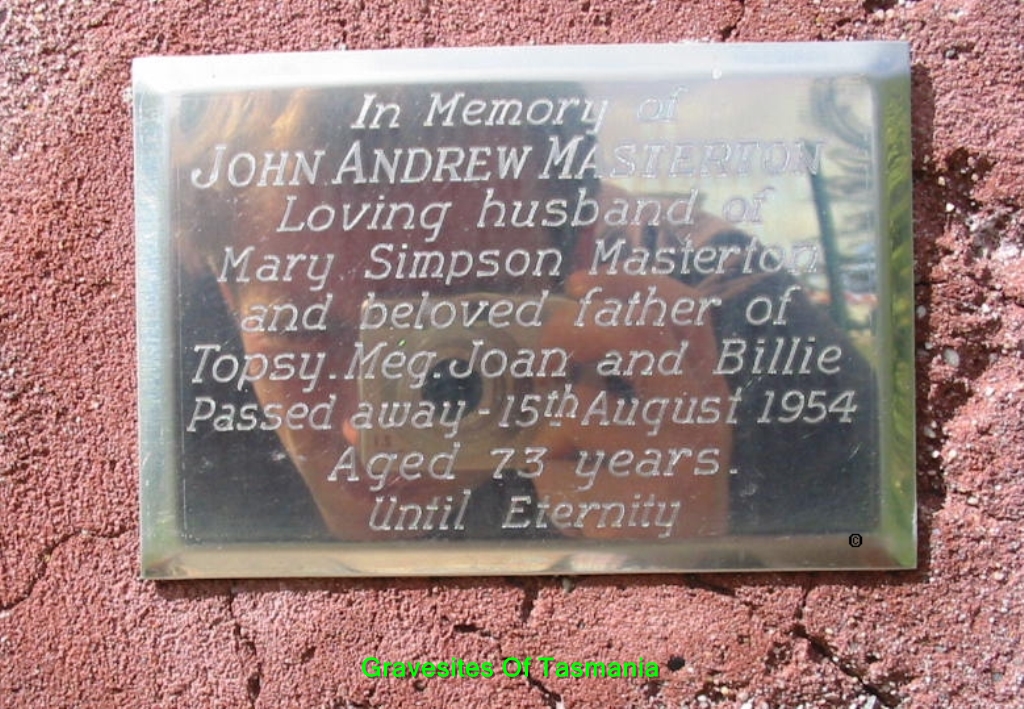 In Memory of
JOHN ANDREW MASTERTON
Loving husband of
Mary Simpson Masterton
and beloved father of
Topsy. Meg. Joan and Billie
Passed away - 15th August 1954
Aged 73 years.
Until Eternity
©
Gravesites Of Tasmania